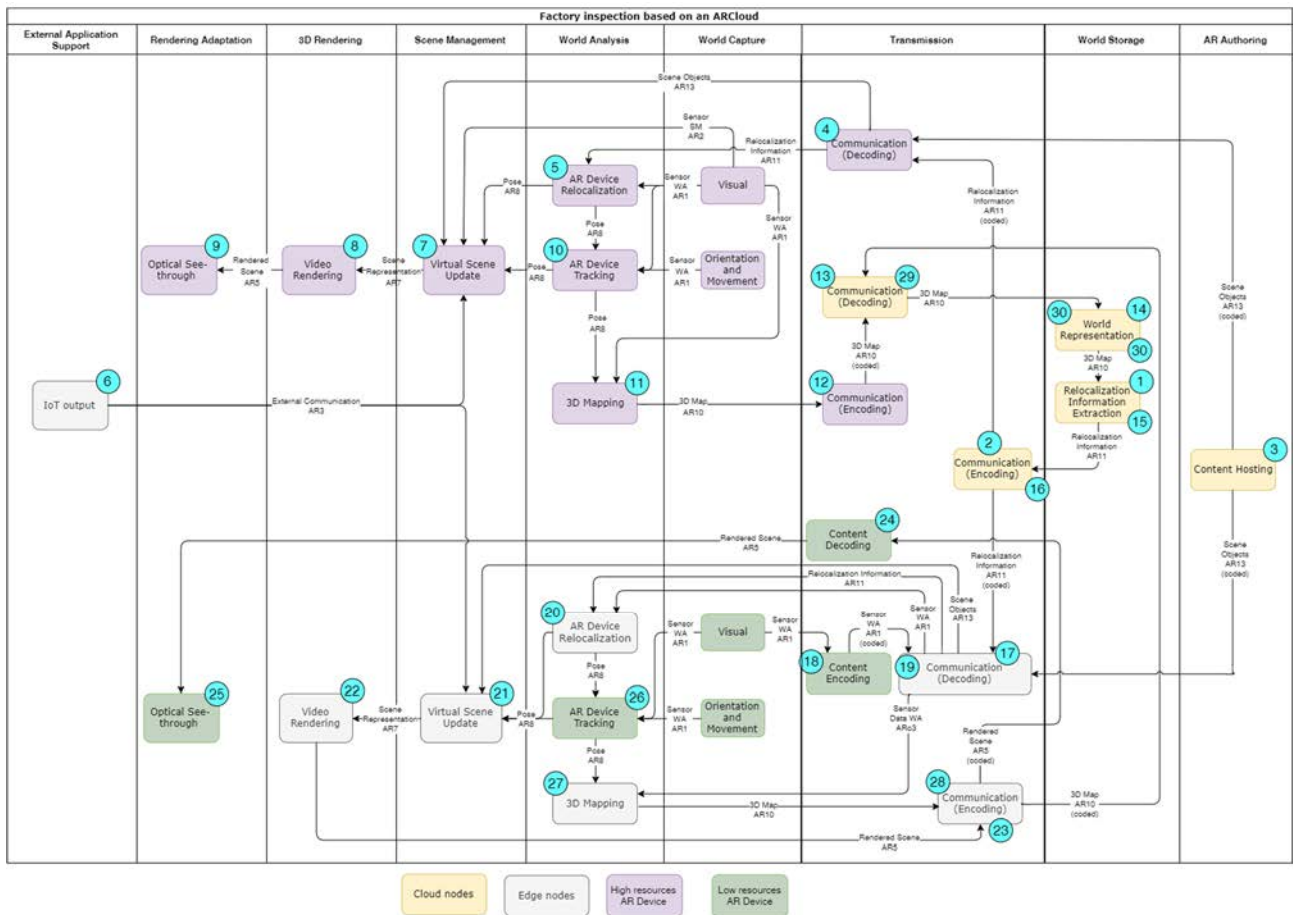 Factory inspection based on an ARCloud
External Application
Support
Rendering Adaptation
3D Rendering
Scene Management
World Analysis
World Capture
Transmission
World Storage
AR Authoring
Scene Objects
AR13
Sensor
SM
AR2
Relocalization
Information
AR11
4
Communication
(Decoding)
5
AR Device
Relocalization
Pose
AR8
Sensor
WA
AR1
Visual
Sensor
WA
AR1
Relocalization
Information
AR11
(coded)
Pose
AR8
9
Optical See-
through
Rendered
Scene
AR5
8
Video
Rendering
Scene
Representation
AR7
7
Virtual Scene
Update
Pose
AR8
10
AR Device
Tracking
Sensor
WA
AR1
Orientation
and
Movement
13
29
Communication
(Decoding)
3D Map
AR10
Scene
Objects
AR13
(coded)
30
14
World
Representation
30
Pose
AR8
3D Map
AR10
(coded)
3D Map
AR10
6
IoT output
External Communication
AR3
11
3D Mapping
3D Map
AR10
12
Communication
(Encoding)
1
Relocalization
Information
Extraction
15
Relocalization
Information
AR11
2
Communication
(Encoding)
16
3
Content Hosting
24
Content
Decoding
Rendered Scene
AR5
Relocalization
Information
AR11
(coded)
Scene
Objects
AR13
(coded)
Relocalization Information
AR11
Scene
Objects
AR13
20
AR Device
Relocalization
Sensor
WA
AR1
Visual
Sensor
WA
AR1
Sensor
WA
AR1
(coded)
18
Content
Encoding
19
17
Communication
(Decoding)
Pose
AR8
25
Optical See-
through
22
Video
Rendering
Scene
Representation
AR7
21
Virtual Scene
Update
Pose
AR8
26
AR Device
Tracking
Sensor
WA
AR1
Orientation
and
Movement
Sensor
Data WA
ARo3
Rendered
Scene
AR5
(coded)
Pose
AR8
27
3D Mapping
3D Map
AR10
28
Communication
(Encoding)
23
3D Map
AR10
(coded)
Rendered Scene
AR5
Cloud nodes
Edge nodes
High resources
AR Device
Low resources
AR Device